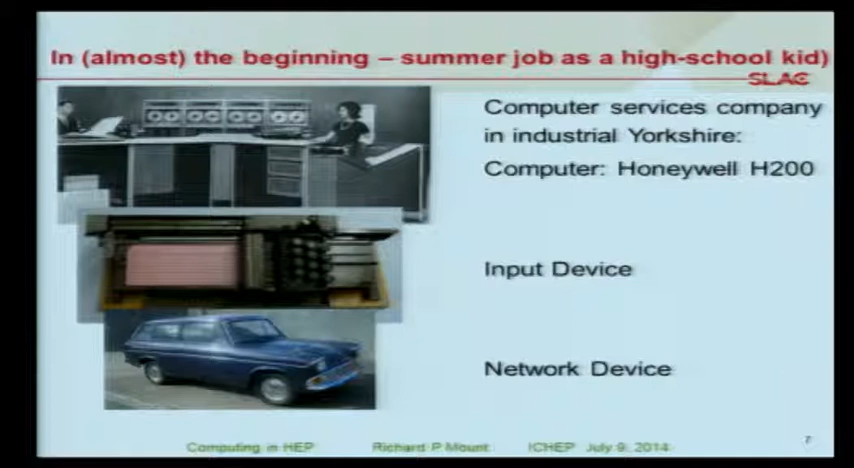 In (almost) the beginning – summer job as a high-school kid)
SLAC
Computer services company
in industrial Yorkshire:
Computer: Honeywell H200
Input Device
Network Device
Computing in HEP Richard P Mount ICHEP July 9, 2014
7